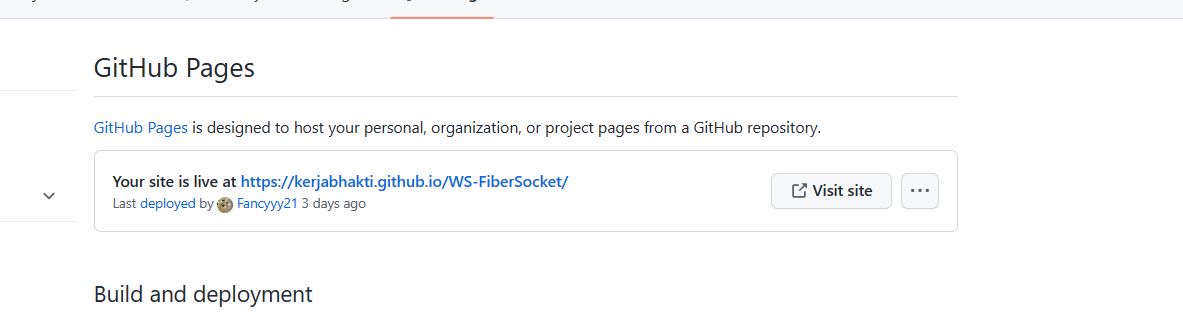 GitHub Pages
GitHub Pages is designed to host your personal, organization, or project pages from a GitHub repository.
Your site is live at https://kerjabhakti.github.io/WS-FiberSocket/
Last deployed by Fancyyy21 3 days ago
Visit site
Build and deployment